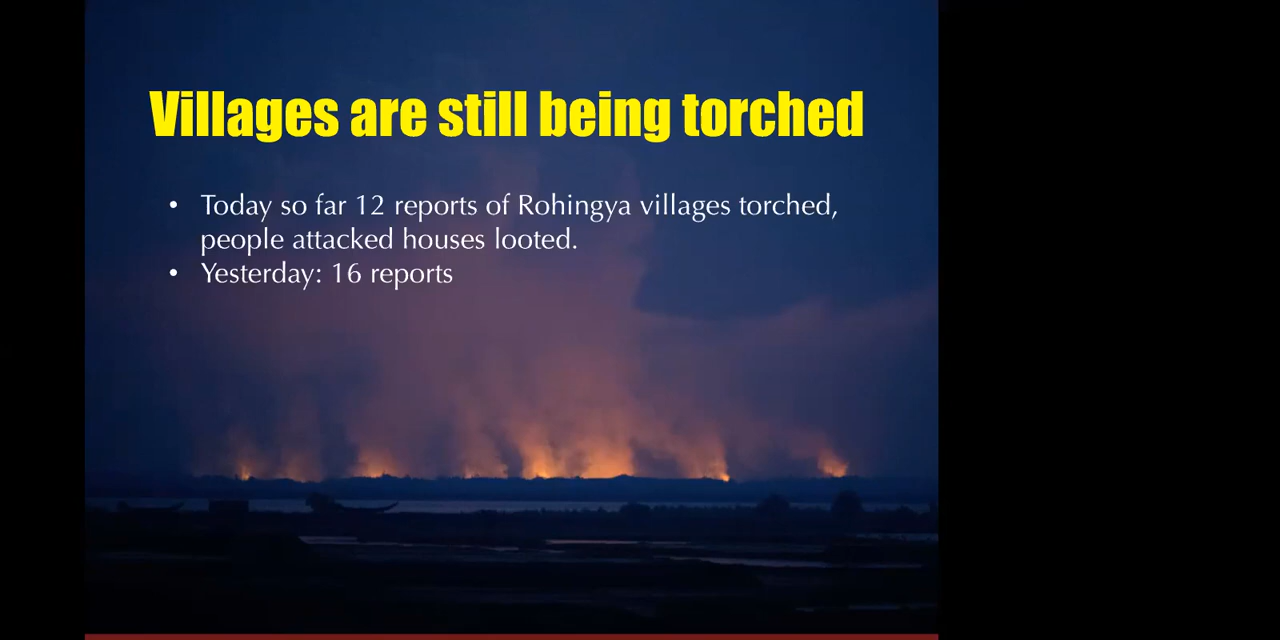 Villages are still being torched
• Today so far 12 reports of Rohingya villages torched,
people attacked houses looted.
• Yesterday: 16 reports